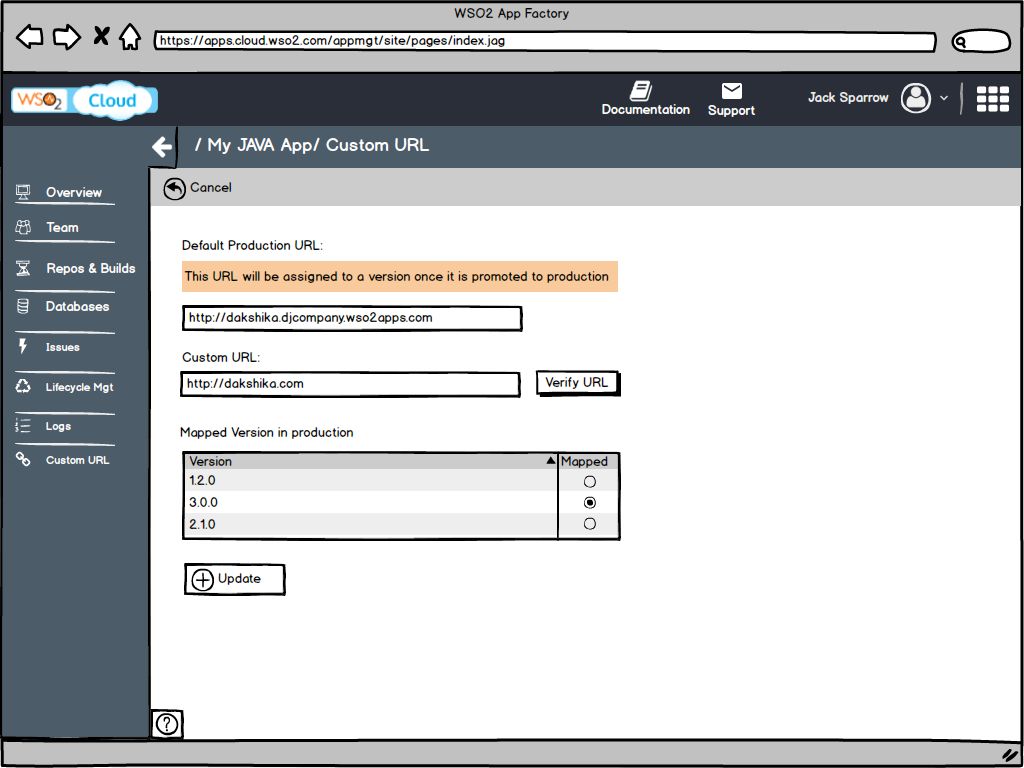 WSO2 App Factory
https://apps.cloud.wso2.com/appmgt/site/pages/index.jag
WSO2 Cloud
Documentation
Support
Jack Sparrow
/ My JAVA App/ Custom URL
Cancel
Overview
Team
Repos & Builds
Databases
Issues
Lifecycle Mgt
Logs
Custom URL
Default Production URL:
This URL will be assigned to a version once it is promoted to production
http://dakshika.djcompany.wso2apps.com
Custom URL:
http://dakshika.com
Verify URL
Mapped Version in production
Version Mapped
1.2.0
3.0.0
2.1.0
Update
?